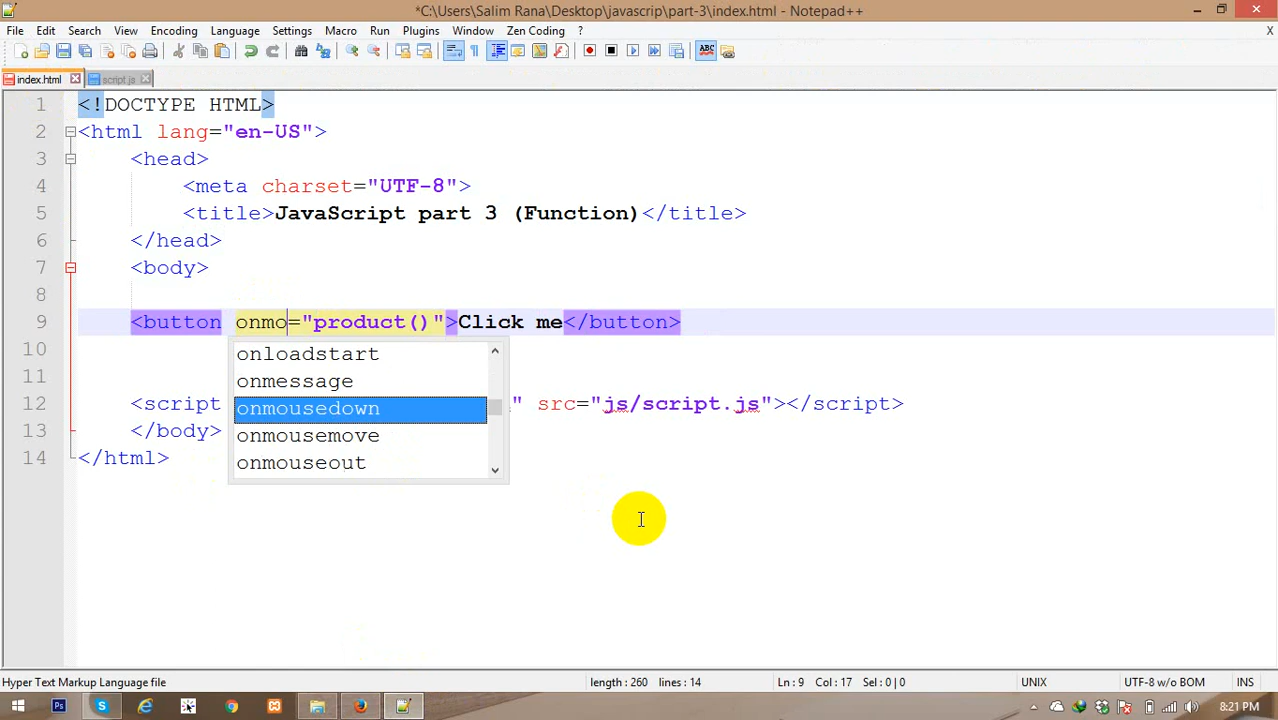 *C:\Users\Salim Rana\Desktop\javascrip\part-3\index.html - Notepad++
File Edit Search View Encoding Language Settings Macro Run Plugins Window Zen Coding ? X
index.html script.js
1 <!DOCTYPE HTML>
2 <html lang="en-US">
3 <head>
4 <meta charset="UTF-8">
5 <title>JavaScript part 3 (Function)</title>
6 </head>
7 <body>
8
9 <button onmo="product()">Click me</button>
10 onloadstart
11 onmessage
onmousedown
12 <script " src="js/script.js"></script>
onmousemove
13 </body>
14 </html>
onmouseout
Hyper Text Markup Language file length : 260 lines : 14 Ln : 9 Col : 17 Sel : 0 | 0 UNIX UTF-8 w/o BOM INS
8:21 PM